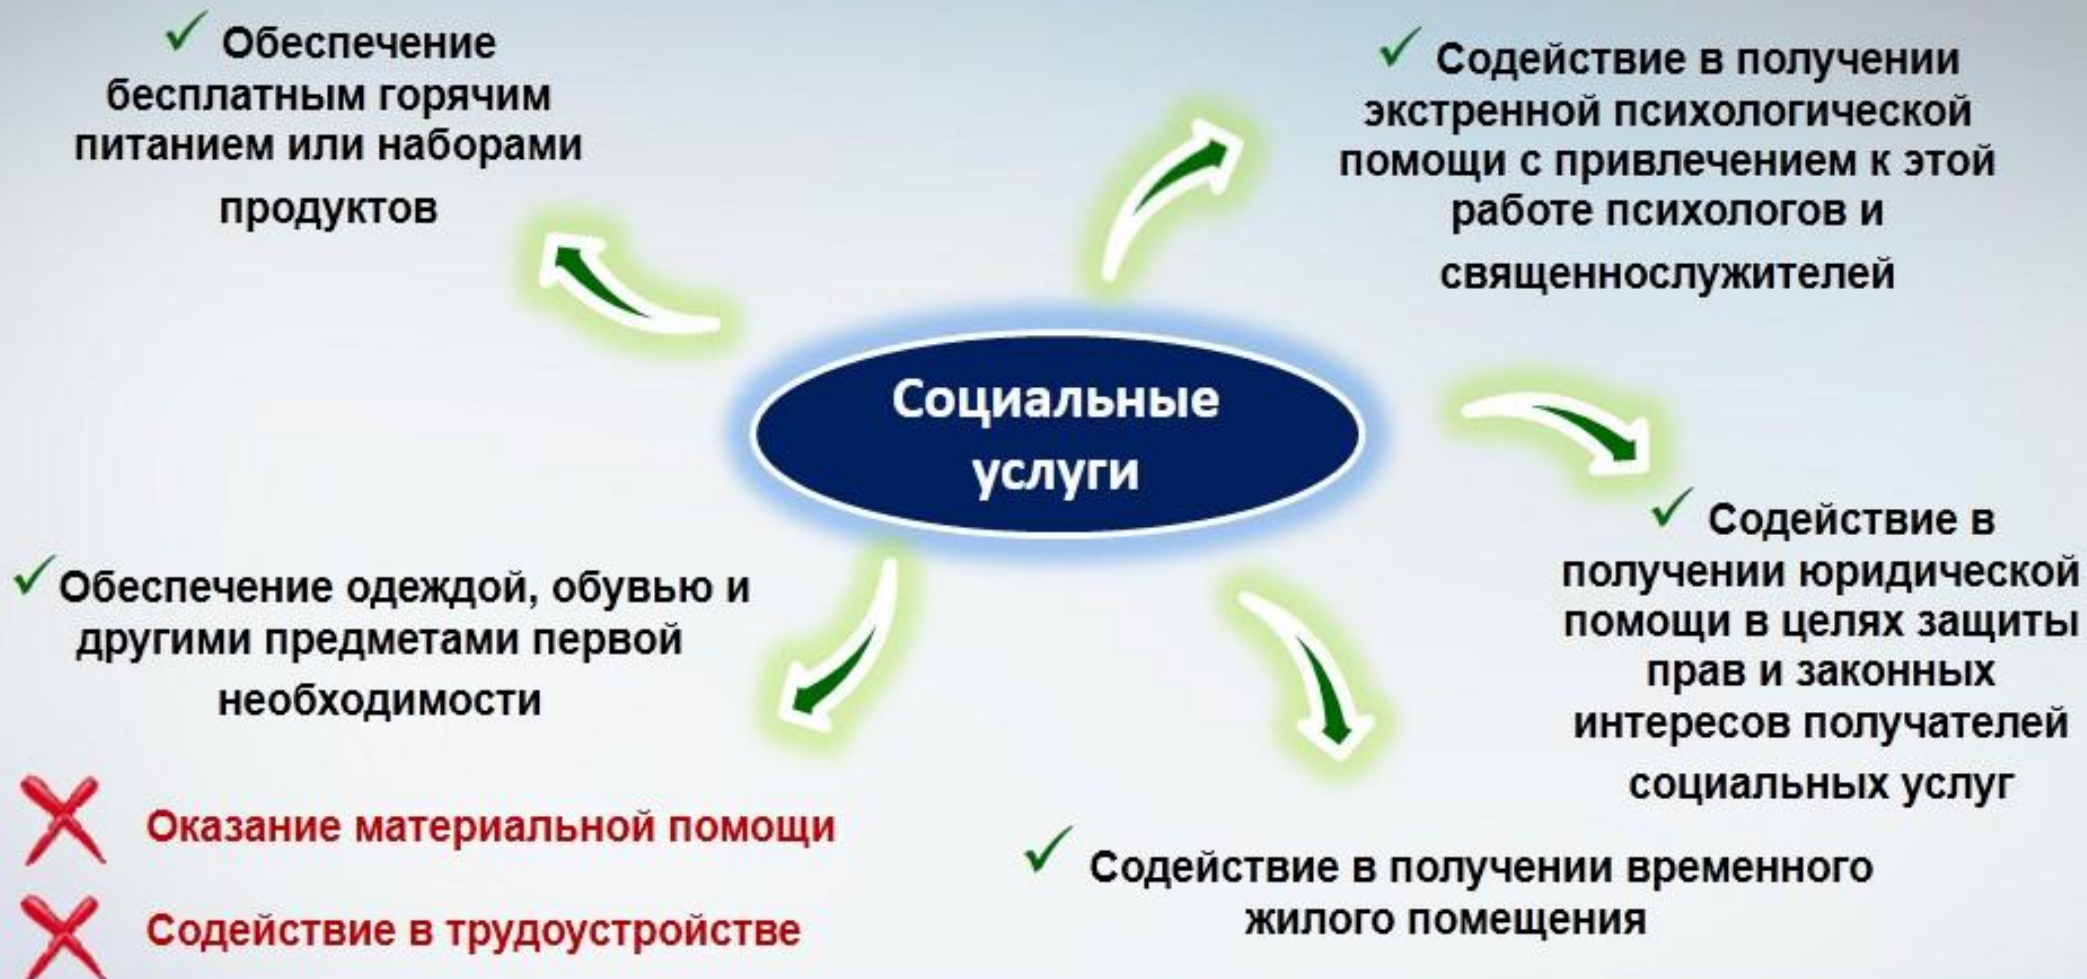 Обеспечение
бесплатным горячим
питанием или наборами
продуктов
Содействие в получении
экстренной психологической
помощи с привлечением к этой
работе психологов и
священнослужителей
Социальные
услуги
Содействие в
получении юридической
помощи в целях защиты
прав и законных
интересов получателей
социальных услуг
Обеспечение одеждой, обувью и
другими предметами первой
необходимости
Оказание материальной помощи
Содействие в трудоустройстве
Содействие в получении временного
жилого помещения